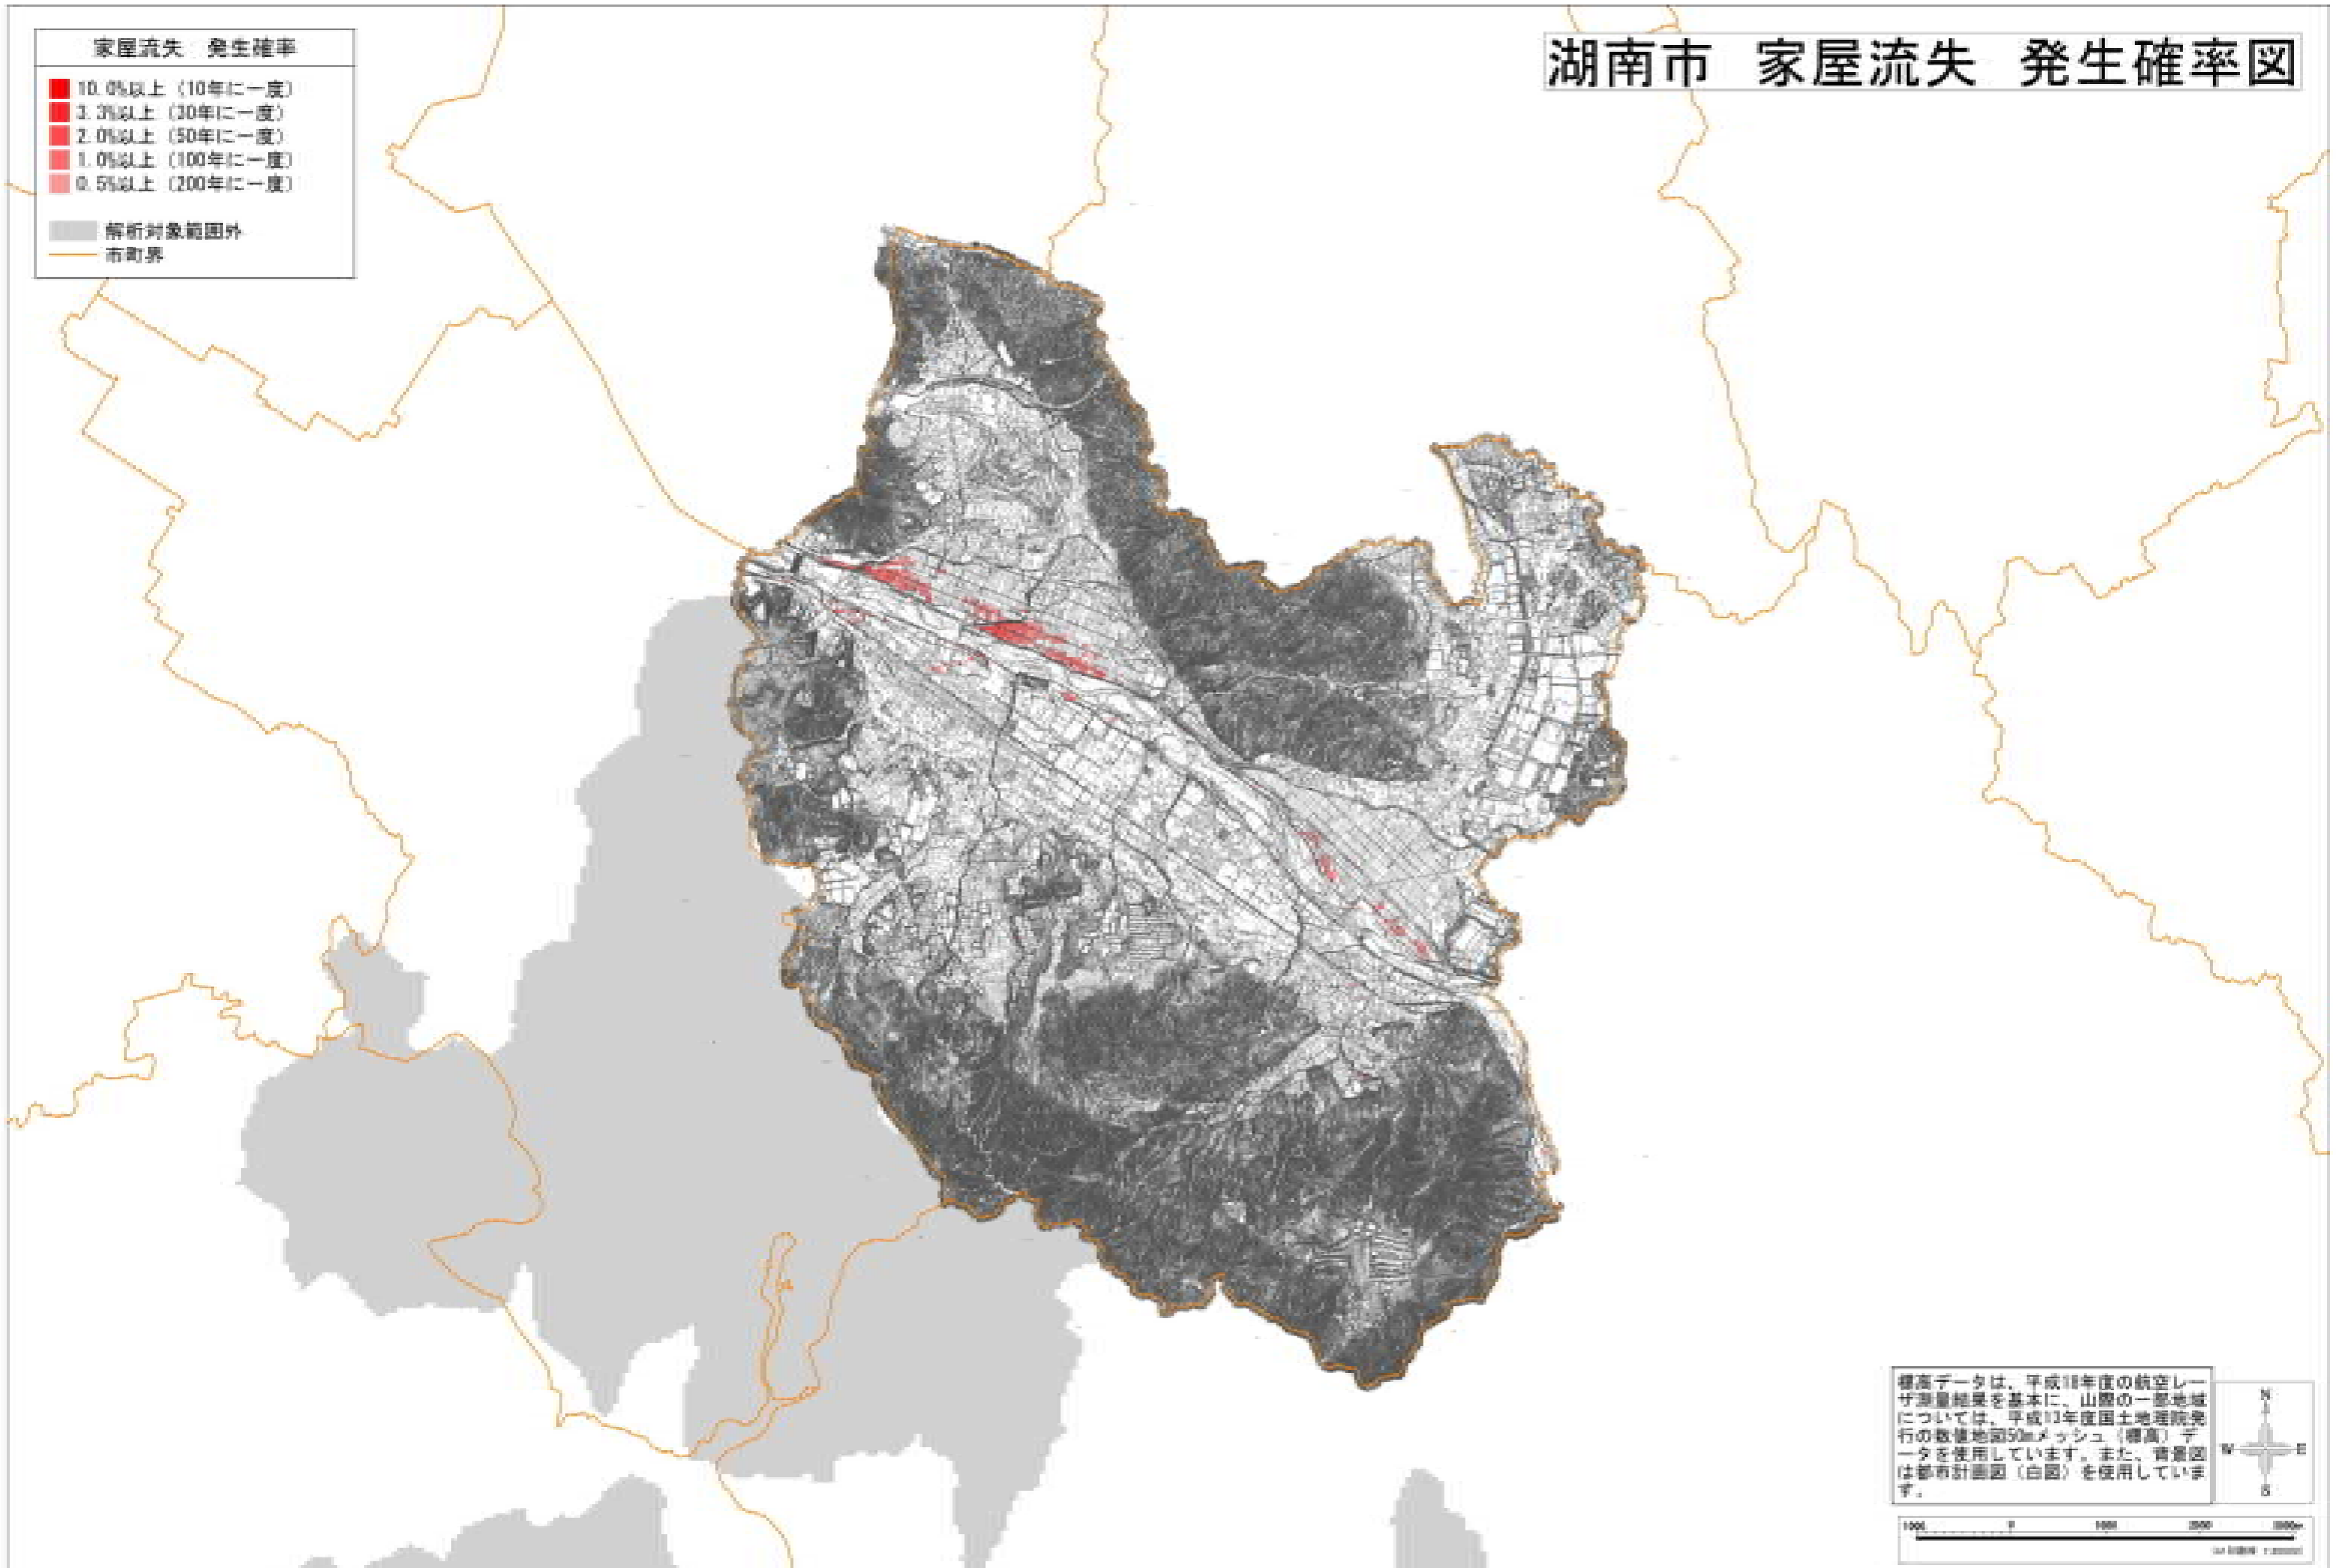 家屋流失 発生確率
10.0%以上（10年に一度）
3.3%以上（30年に一度）
2.0%以上（50年に一度）
1.0%以上（100年に一度）
0.5%以上（200年に一度）
解析対象範囲外
市町界
湖南市 家屋流失 発生確率図
標高データは、平成18年度の航空レー
ザ測量結果を基本に、山間の一部地域
については、平成13年度国土地理院発
行の数値地図50mメッシュ（標高）デ
ータを使用しています。また、背景図
は都市計画図（白図）を使用していま
す。
N
W E
S
1000 0 1000 2000 3000m